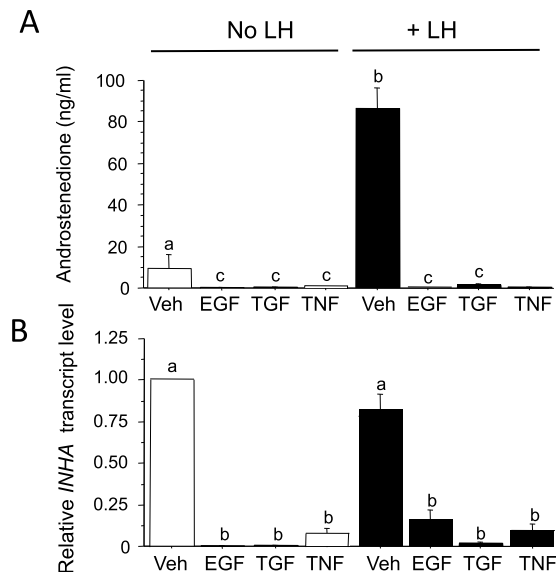 A
No LH + LH
Androstenedione (ng/ml)
100
80
60
40
20
0
a
c
c
c
b
c
c
Veh EGF TGF TNF Veh EGF TGF TNF
B
Relative INHA transcript level
1.25
1.00
0.75
0.50
0.25
0
a
b
b
b
a
b
b
b
Veh EGF TGF TNF Veh EGF TGF TNF